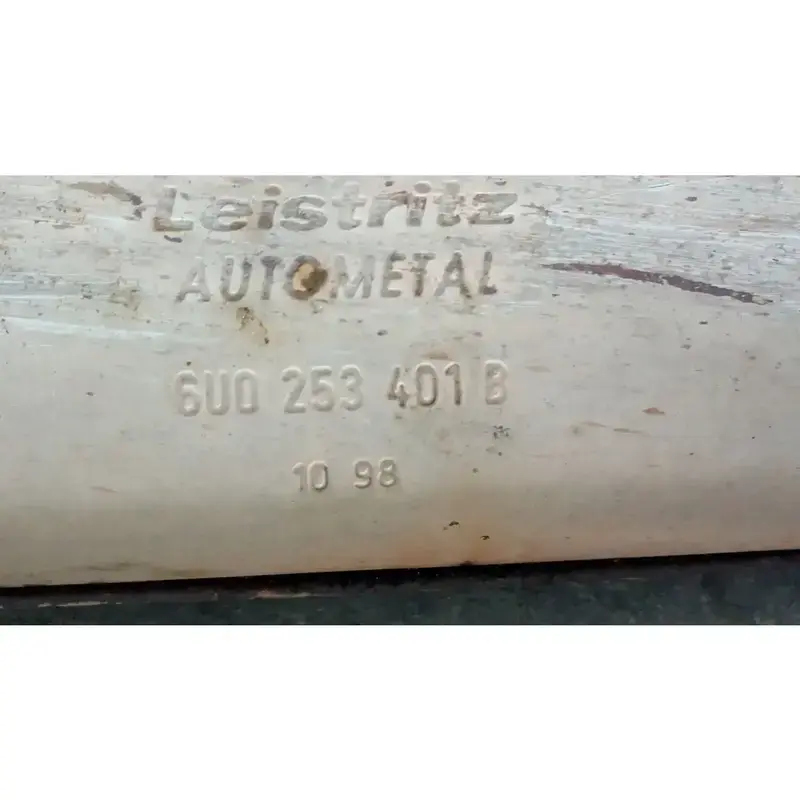 Leistritz
AUTOMETAL
6U0 253 401 B
10 98